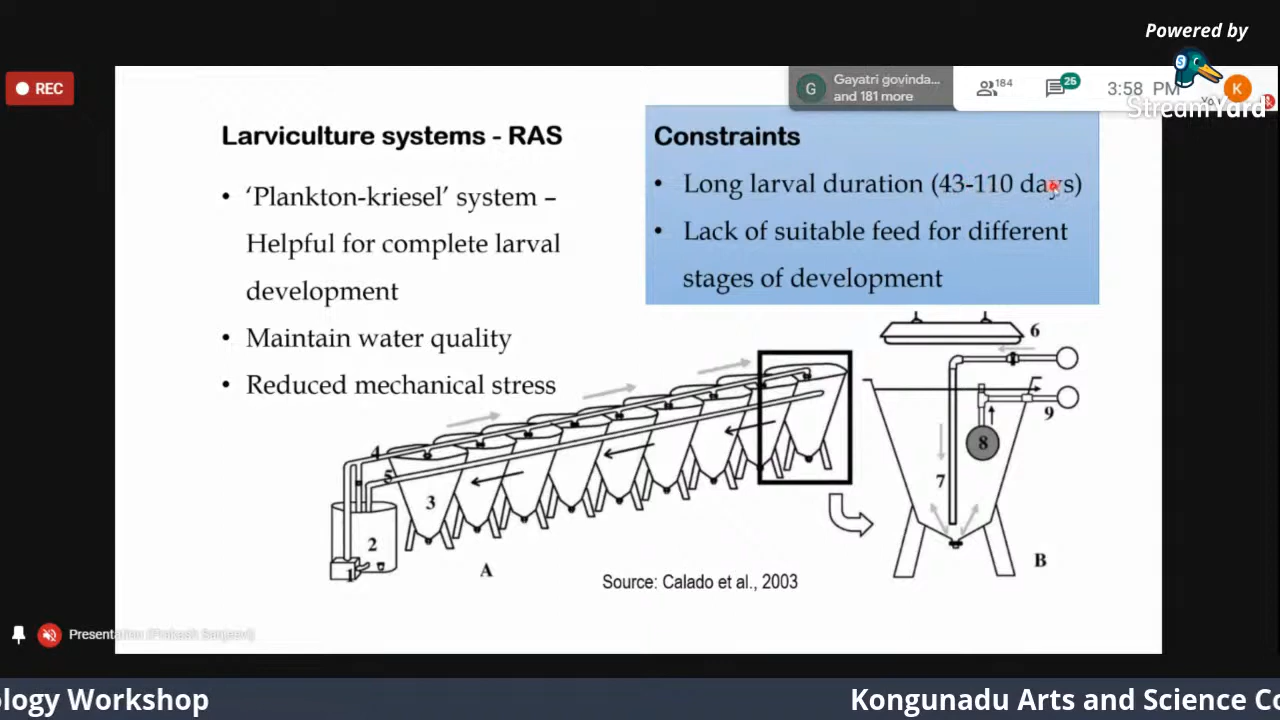 Powered by
StreamYard
REC
G
Gayatri govinda...
and 181 more
184
25
3:58 PM
K
Larviculture systems - RAS
• 'Plankton-kriesel' system –
Helpful for complete larval
development
• Maintain water quality
• Reduced mechanical stress
Constraints
• Long larval duration (43-110 days)
• Lack of suitable feed for different
stages of development
1
2
3
4
5
A
6
7
8
9
B
Source: Calado et al., 2003
Presentation (Prakash Sanjeevi)
ology Workshop
Kongunadu Arts and Science Co